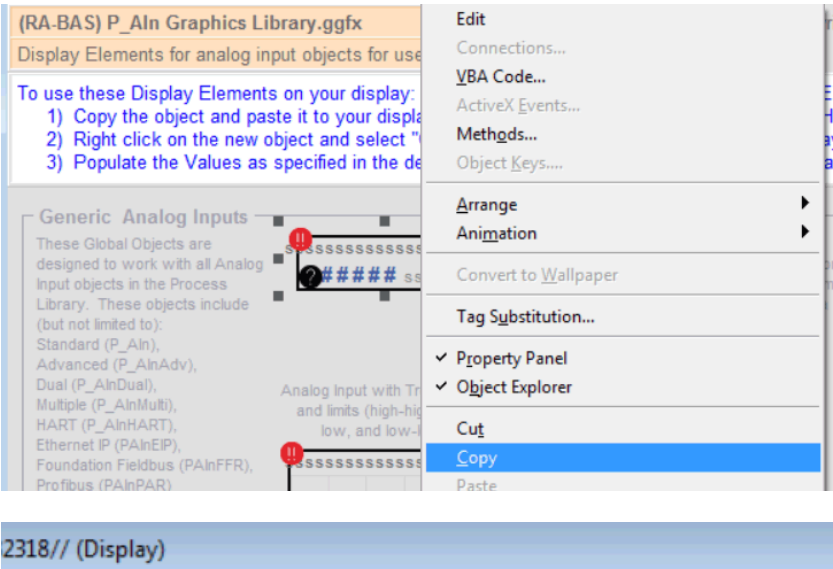 (RA-BAS) P_AIn Graphics Library.ggfx
Display Elements for analog input objects for use
To use these Display Elements on your display:
1) Copy the object and paste it to your displa
2) Right click on the new object and select "
3) Populate the Values as specified in the de
Generic Analog Inputs
These Global Objects are
designed to work with all Analog
Input objects in the Process
Library. These objects include
(but not limited to):
Standard (P_AIn),
Advanced (P_AInAdv),
Dual (P_AInDual),
Multiple (P_AInMulti),
HART (P_AInHART),
Ethernet IP (PAInEIP),
Foundation Fieldbus (PAInFFR),
Profibus (PAInPAR)
!!
sssssssssssssss
? ##### ss
Analog Input with Tr
and limits (high-hig
low, and low-l
!!
sssssssssssssss
Edit
Connections...
VBA Code...
ActiveX Events...
Methods...
Object Keys....
Arrange
Animation
Convert to Wallpaper
Tag Substitution...
✓ Property Panel
✓ Object Explorer
Cut
Copy
Paste
2318// (Display)